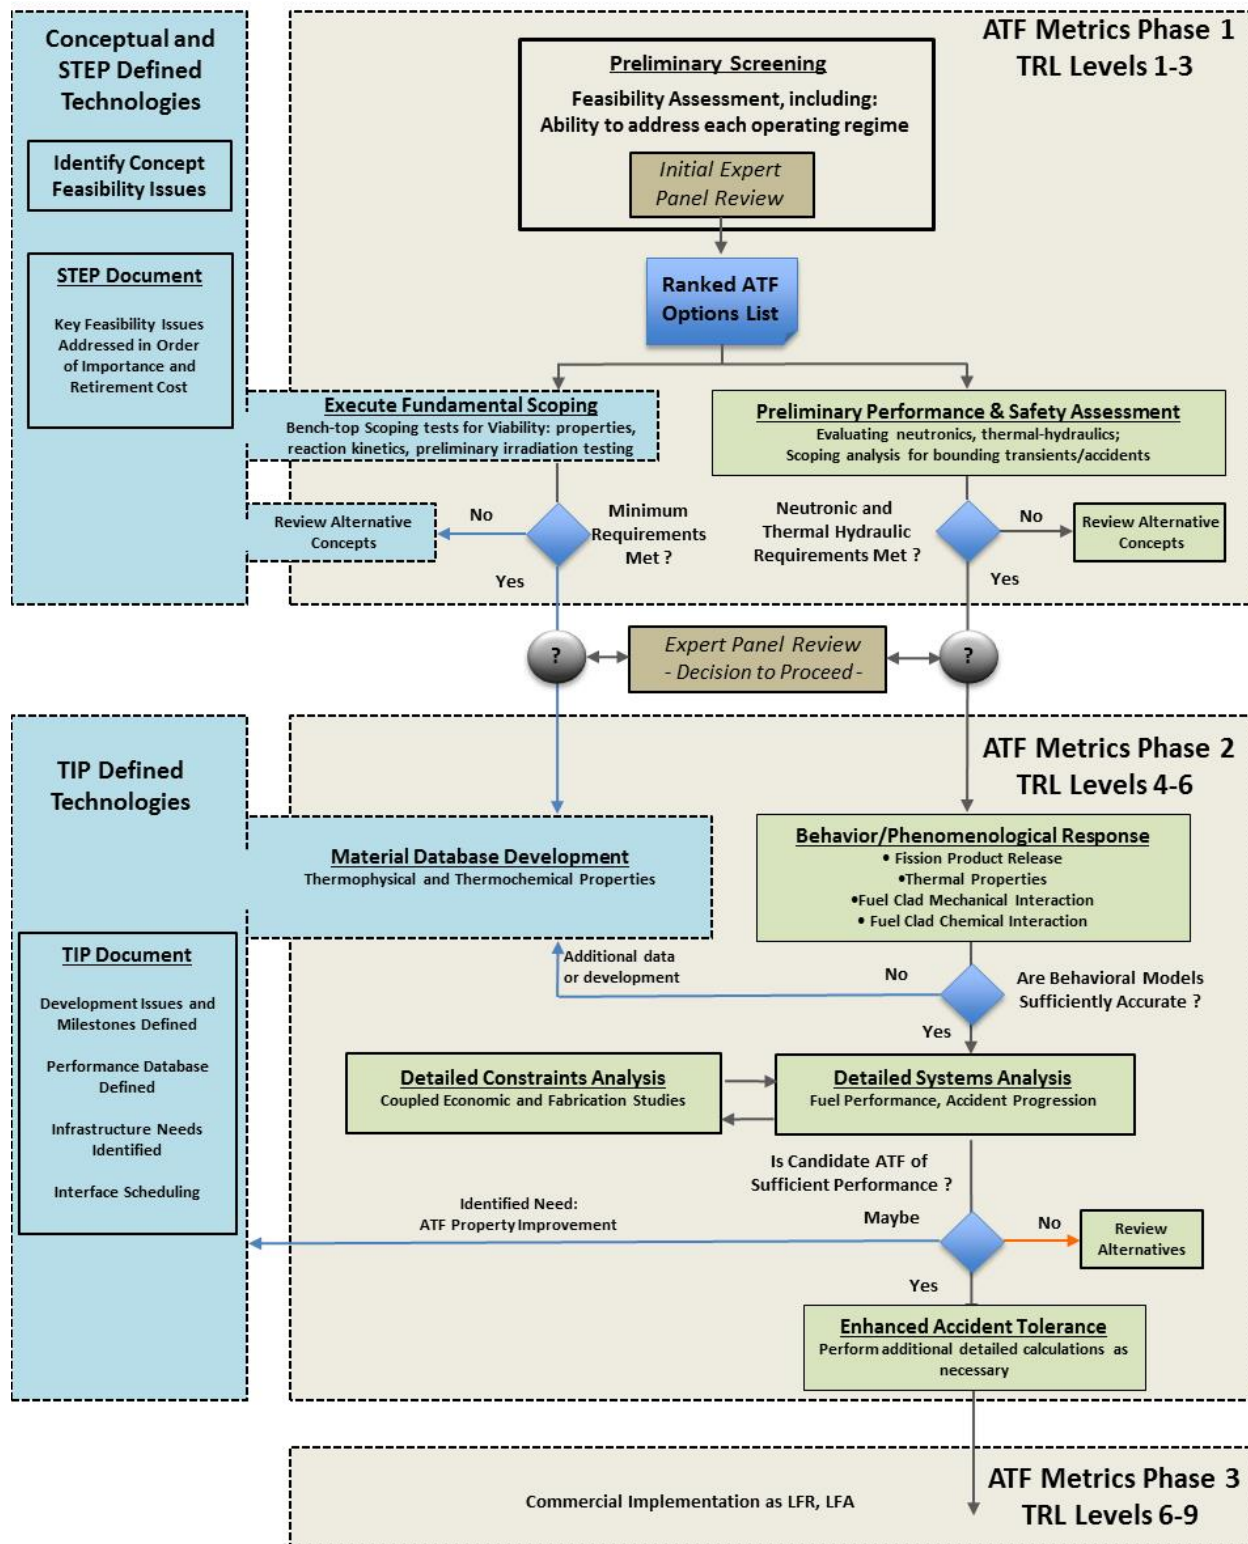 Conceptual and
STEP Defined
Technologies
Identify Concept
Feasibility Issues
STEP Document
Key Feasibility Issues
Addressed in Order
of Importance and
Retirement Cost
ATF Metrics Phase 1
TRL Levels 1-3
Preliminary Screening
Feasibility Assessment, including:
Ability to address each operating regime
Initial Expert
Panel Review
Ranked ATF
Options List
Execute Fundamental Scoping
Bench-top Scoping tests for Viability: properties,
reaction kinetics, preliminary irradiation testing
Preliminary Performance & Safety Assessment
Evaluating neutronics, thermal-hydraulics;
Scoping analysis for bounding transients/accidents
Review Alternative
Concepts
No
Minimum
Requirements
Met ?
Yes
Neutronic and
Thermal Hydraulic
Requirements Met ?
No
Review Alternative
Concepts
Yes
?
Expert Panel Review
- Decision to Proceed -
?
TIP Defined
Technologies
ATF Metrics Phase 2
TRL Levels 4-6
Material Database Development
Thermophysical and Thermochemical Properties
Behavior/Phenomenological Response
• Fission Product Release
•Thermal Properties
•Fuel Clad Mechanical Interaction
• Fuel Clad Chemical Interaction
TIP Document
Development Issues and
Milestones Defined
Performance Database
Defined
Infrastructure Needs
Identified
Interface Scheduling
Additional data
or development
No
Are Behavioral Models
Sufficiently Accurate ?
Yes
Detailed Constraints Analysis
Coupled Economic and Fabrication Studies
Detailed Systems Analysis
Fuel Performance, Accident Progression
Is Candidate ATF of
Sufficient Performance ?
Identified Need:
ATF Property Improvement
Maybe
No
Review
Alternatives
Yes
Enhanced Accident Tolerance
Perform additional detailed calculations as
necessary
Commercial Implementation as LFR, LFA
ATF Metrics Phase 3
TRL Levels 6-9